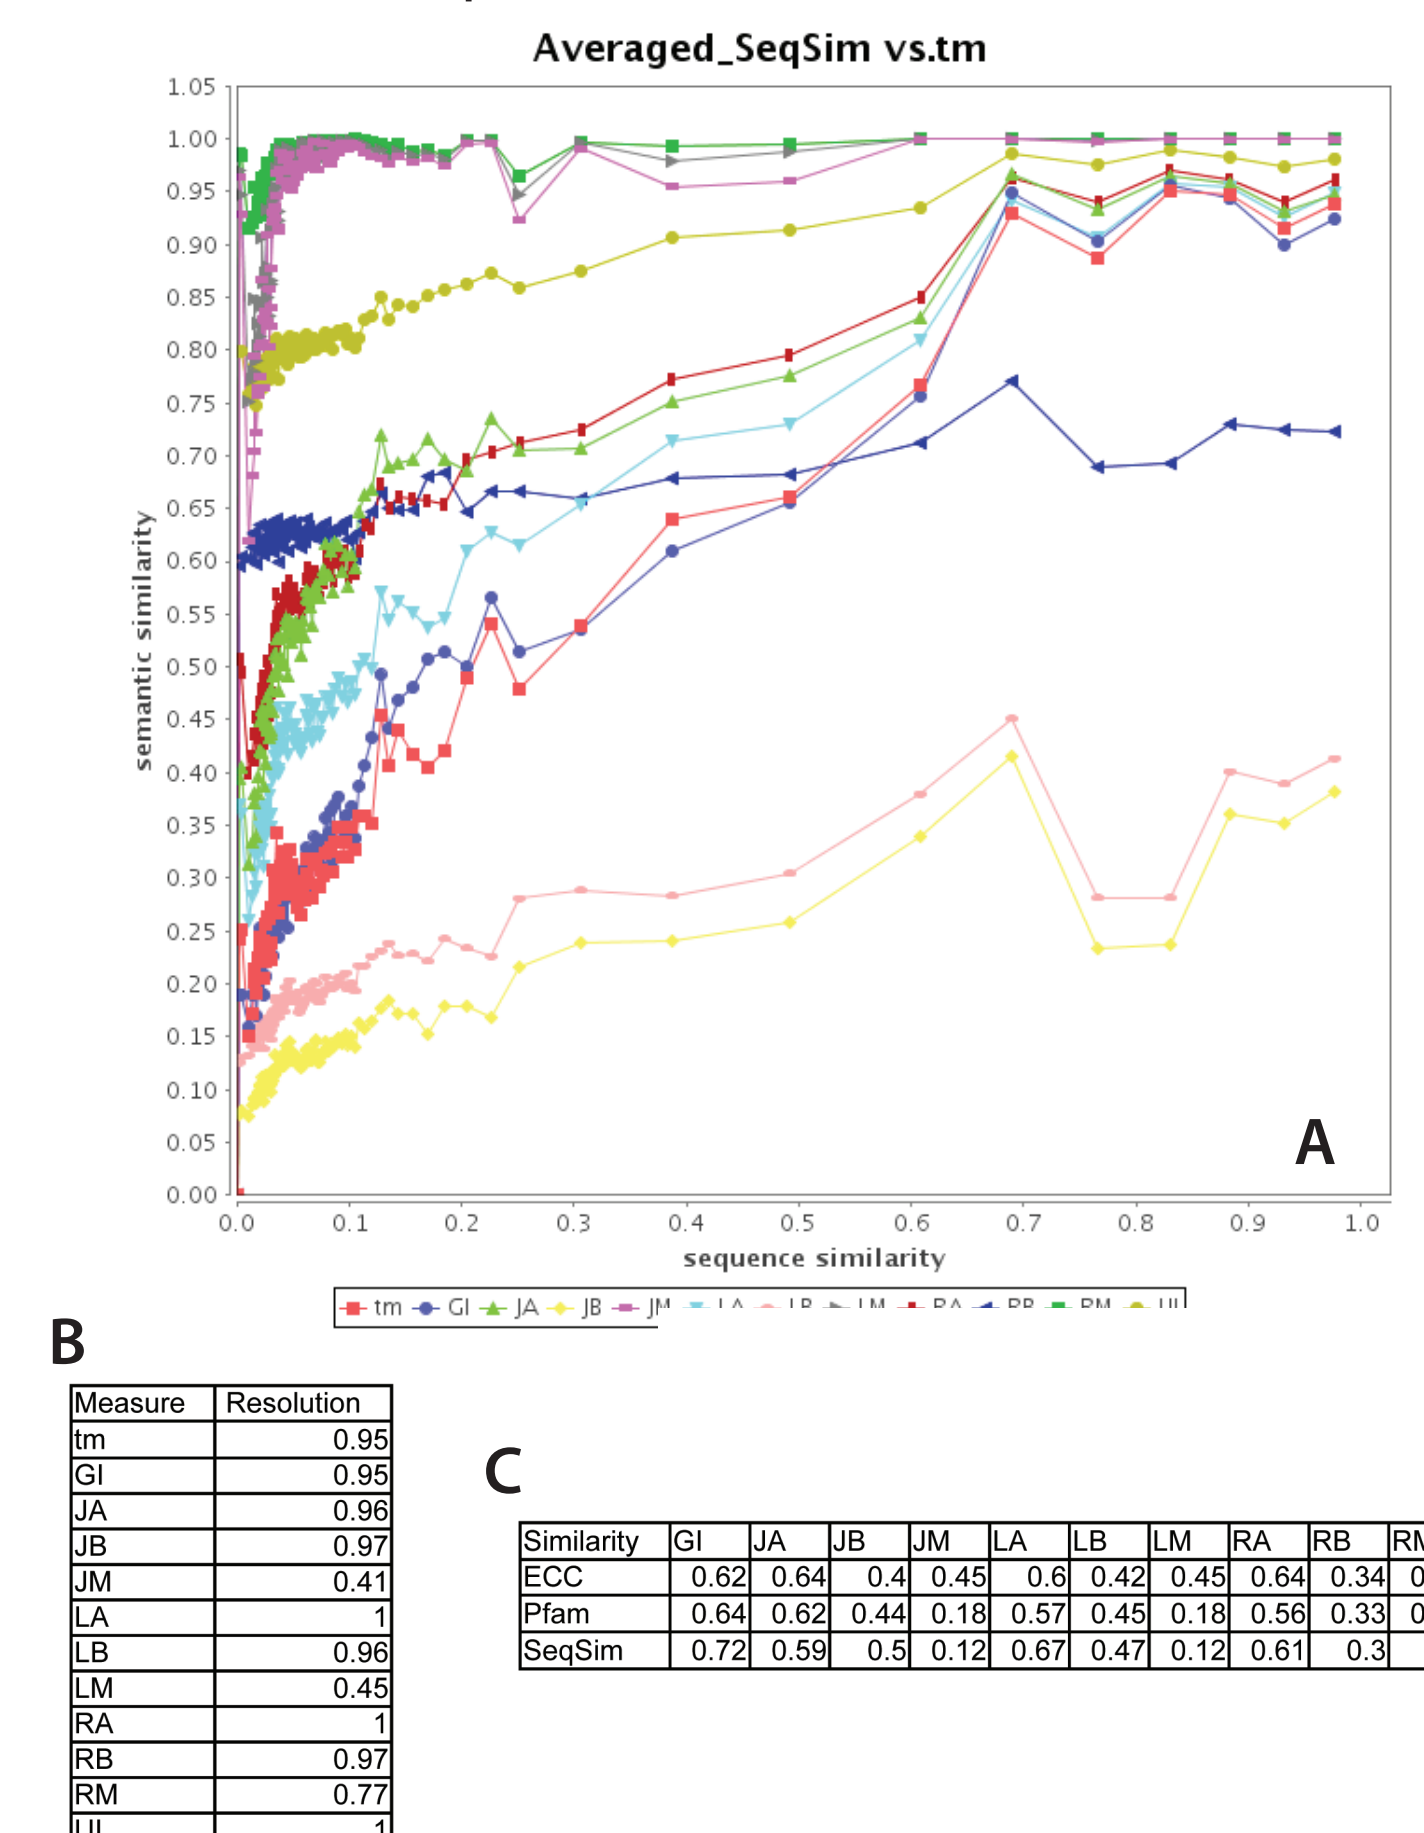 Averaged_SeqSim vs.tm
1.05
1.00
0.95
0.90
0.85
0.80
0.75
0.70
0.65
0.60
0.55
0.50
0.45
0.40
0.35
0.30
0.25
0.20
0.15
0.10
0.05
0.00
semantic similarity
A
0.0 0.1 0.2 0.3 0.4 0.5 0.6 0.7 0.8 0.9 1.0
sequence similarity
tm GI JA JB JM LA LB LM RA RB RM
B
Measure Resolution
tm 0.95
GI 0.95
JA 0.96
JB 0.97
JM 0.41
LA 1
LB 0.96
LM 0.45
RA 1
RB 0.97
RM 0.77
1
C
Similarity GI JA JB JM LA LB LM RA RB RM
ECC 0.62 0.64 0.4 0.45 0.6 0.42 0.45 0.64 0.34
Pfam 0.64 0.62 0.44 0.18 0.57 0.45 0.18 0.56 0.33
SeqSim 0.72 0.59 0.5 0.12 0.67 0.47 0.12 0.61 0.3